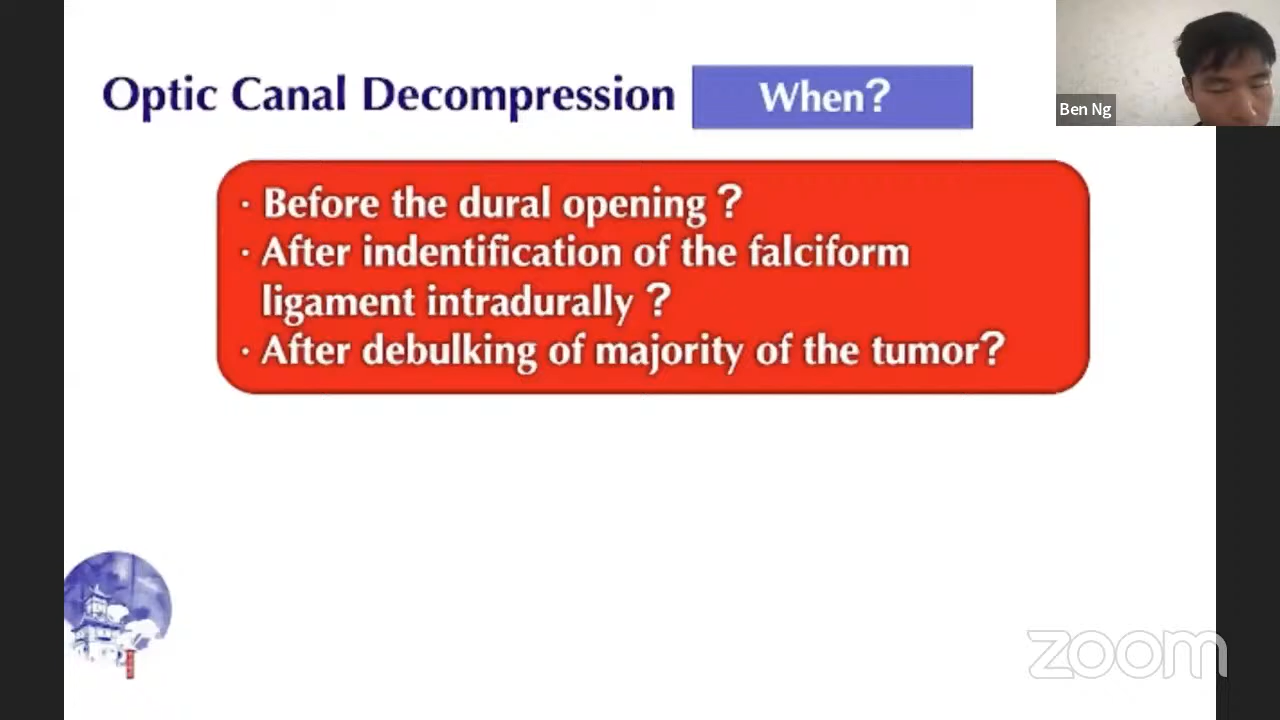 Optic Canal Decompression When?
Ben Ng
· Before the dural opening ?
· After indentification of the falciform
ligament intradurally ?
· After debulking of majority of the tumor?
zoom